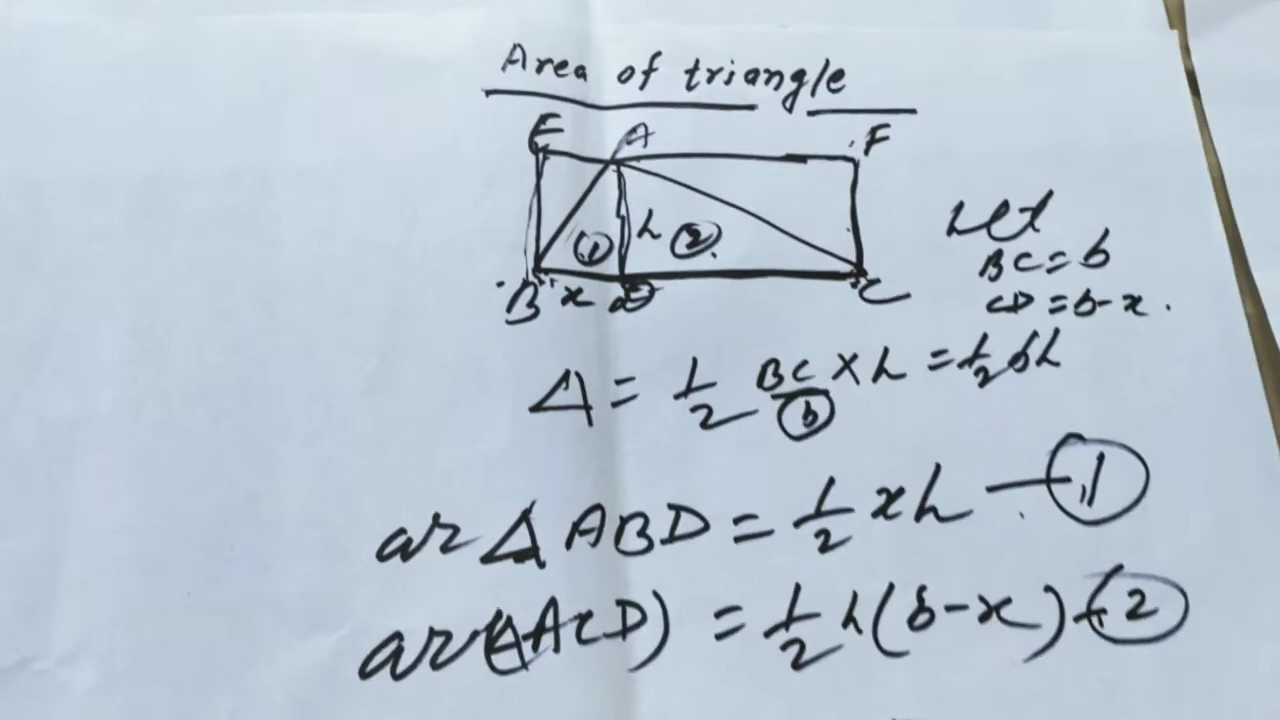 Area of triangle
E A F
h
① ②
B x D C
Let
BC = b
CD = b - x .
Δ = 1/2 BC × h = 1/2 bh
ⓑ
ar Δ ABD = 1/2 xh — ①
ar(ΔACD) = 1/2 h(b-x) - ②